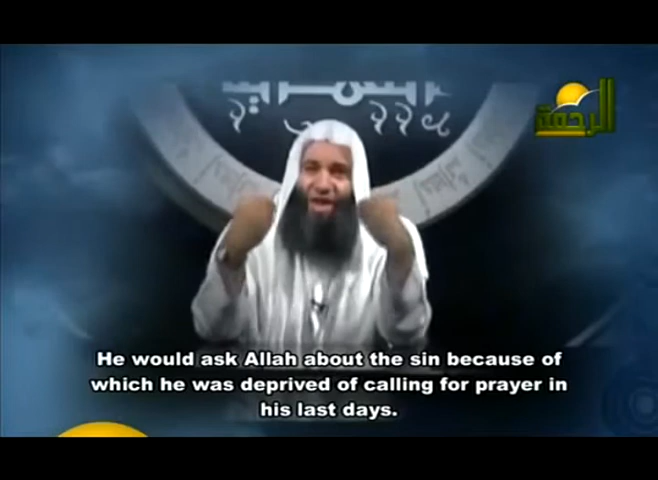 الرحمة
He would ask Allah about the sin because of
which he was deprived of calling for prayer in
his last days.